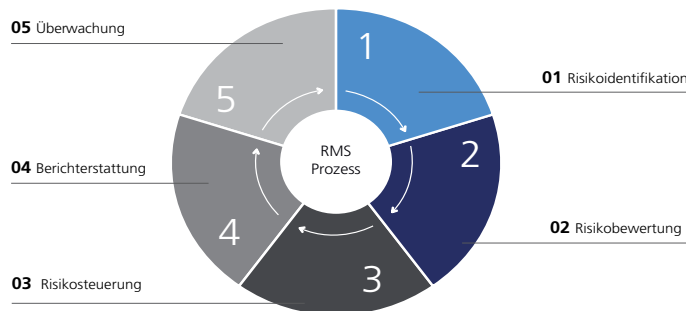 05 Überwachung
1
01 Risikoidentifikation
5
RMS
Prozess
2
04 Berichterstattung
4
02 Risikobewertung
3
03 Risikosteuerung